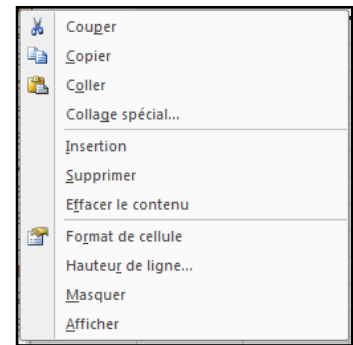 Couper
Copier
Coller
Collage spécial...
Insertion
Supprimer
Effacer le contenu
Format de cellule
Hauteur de ligne...
Masquer
Afficher